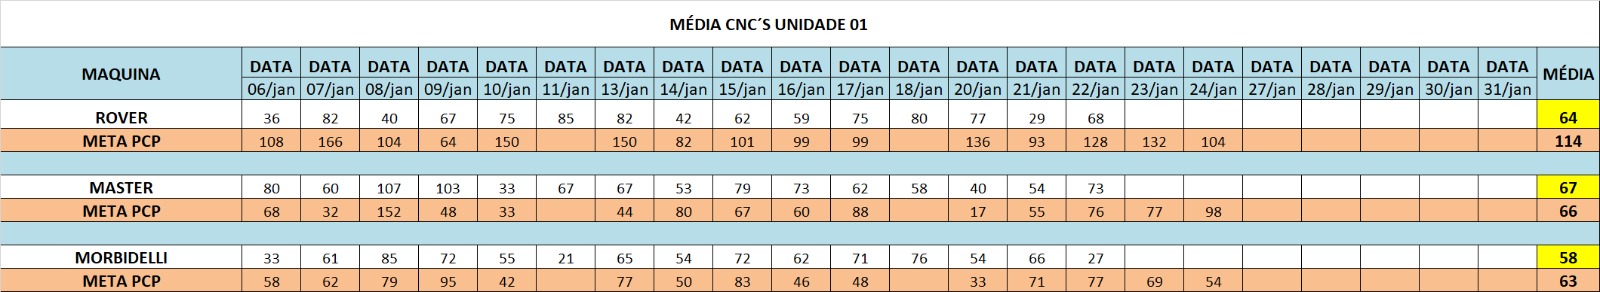 MÉDIA CNC´S UNIDADE 01
MAQUINA DATA DATA DATA DATA DATA DATA DATA DATA DATA DATA DATA DATA DATA DATA DATA DATA DATA DATA DATA DATA DATA DATA MÉDIA
06/jan 07/jan 08/jan 09/jan 10/jan 11/jan 13/jan 14/jan 15/jan 16/jan 17/jan 18/jan 20/jan 21/jan 22/jan 23/jan 24/jan 27/jan 28/jan 29/jan 30/jan 31/jan
ROVER 36 82 40 67 75 85 82 42 62 59 75 80 77 29 68 64
META PCP 108 166 104 64 150 150 82 101 99 99 136 93 128 132 104 114
MASTER 80 60 107 103 33 67 67 53 79 73 62 58 40 54 73 67
META PCP 68 32 152 48 33 44 80 67 60 88 17 55 76 77 98 66
MORBIDELLI 33 61 85 72 55 21 65 54 72 62 71 76 54 66 27 58
META PCP 58 62 79 95 42 77 50 83 46 48 33 71 77 69 54 63